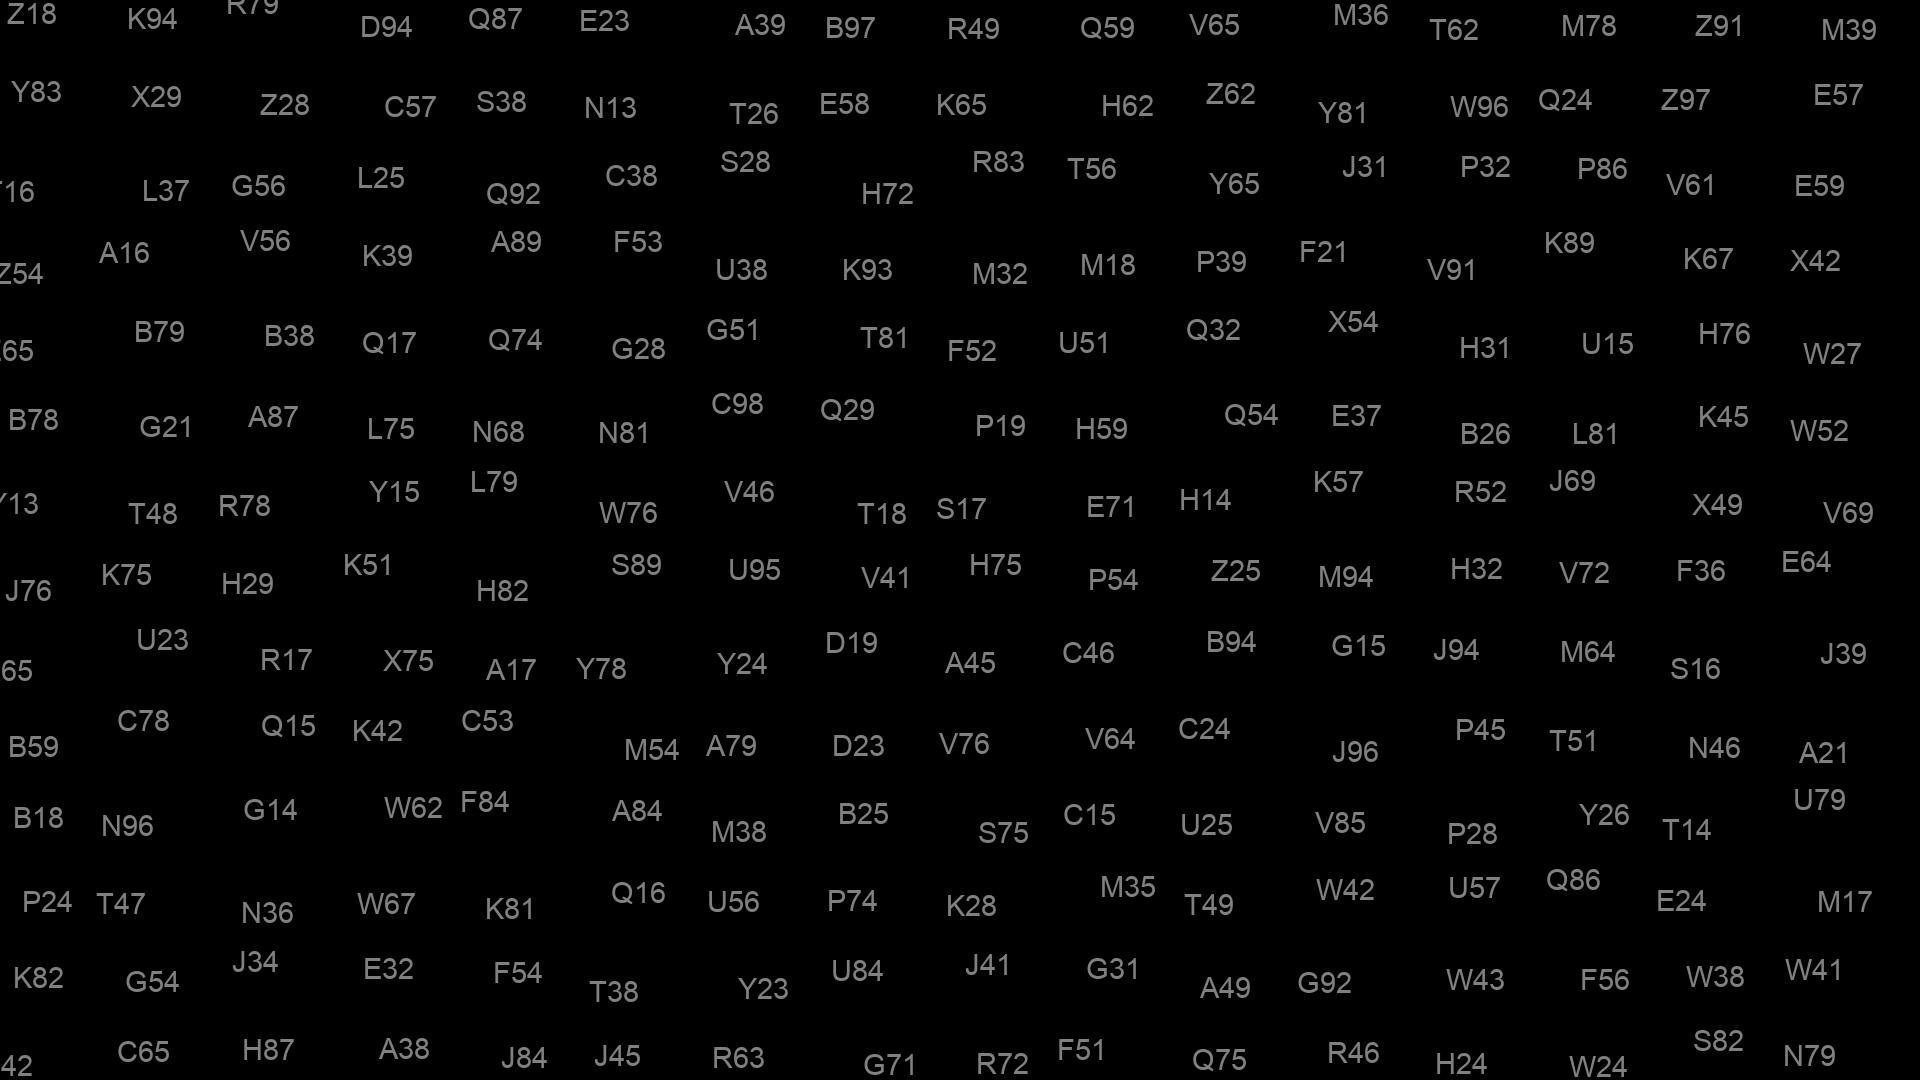 Z18 K94 R79 D94 Q87 E23 A39 B97 R49 Q59 V65 M36 T62 M78 Z91 M39
Y83 X29 Z28 C57 S38 N13 T26 E58 K65 H62 Z62 Y81 W96 Q24 Z97 E57
16 L37 G56 L25 Q92 C38 S28 H72 R83 T56 Y65 J31 P32 P86 V61 E59
Z54 A16 V56 K39 A89 F53 U38 K93 M32 M18 P39 F21 V91 K89 K67 X42
65 B79 B38 Q17 Q74 G28 G51 T81 F52 U51 Q32 X54 H31 U15 H76 W27
B78 G21 A87 L75 N68 N81 C98 Q29 P19 H59 Q54 E37 B26 L81 K45 W52
13 T48 R78 Y15 L79 W76 V46 T18 S17 E71 H14 K57 R52 J69 X49 V69
J76 K75 H29 K51 H82 S89 U95 V41 H75 P54 Z25 M94 H32 V72 F36 E64
65 U23 R17 X75 A17 Y78 Y24 D19 A45 C46 B94 G15 J94 M64 S16 J39
B59 C78 Q15 K42 C53 M54 A79 D23 V76 V64 C24 J96 P45 T51 N46 A21
B18 N96 G14 W62 F84 A84 M38 B25 S75 C15 U25 V85 P28 Y26 T14 U79
P24 T47 N36 W67 K81 Q16 U56 P74 K28 M35 T49 W42 U57 Q86 E24 M17
K82 G54 J34 E32 F54 T38 Y23 U84 J41 G31 A49 G92 W43 F56 W38 W41
42 C65 H87 A38 J84 J45 R63 G71 R72 F51 Q75 R46 H24 W24 S82 N79